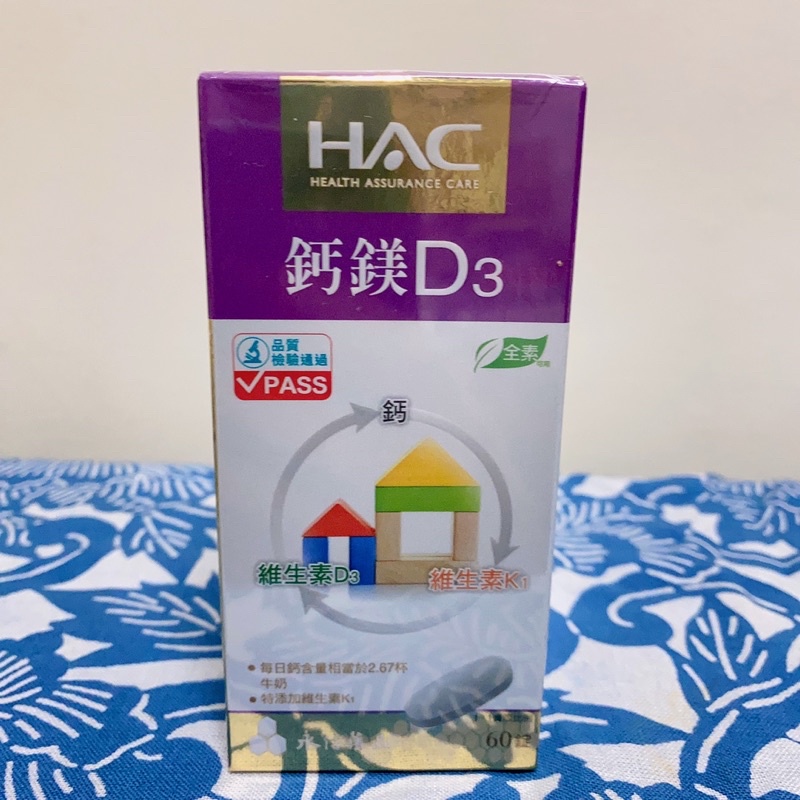 HAC
HEALTH ASSURANCE CARE
鈣鎂D3
品質
檢驗通過
PASS
全素
鈣
維生素D3
維生素K1
每日鈣含量相當於2.67杯
牛奶
特添加維生素K1
60錠